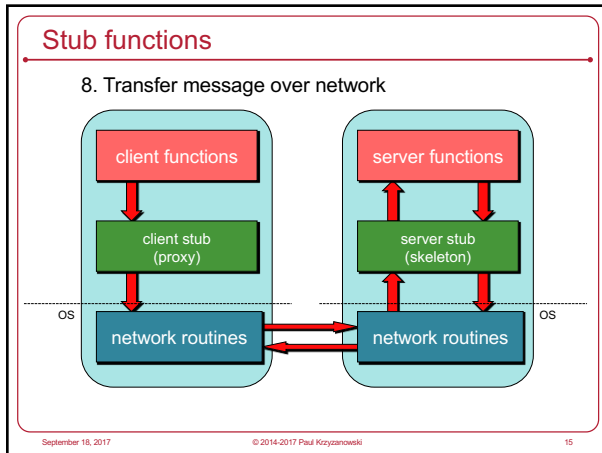 Stub functions
8. Transfer message over network
client functions
server functions
client stub
(proxy)
server stub
(skeleton)
OS
OS
network routines
network routines
September 18, 2017
© 2014-2017 Paul Krzyzanowski
15